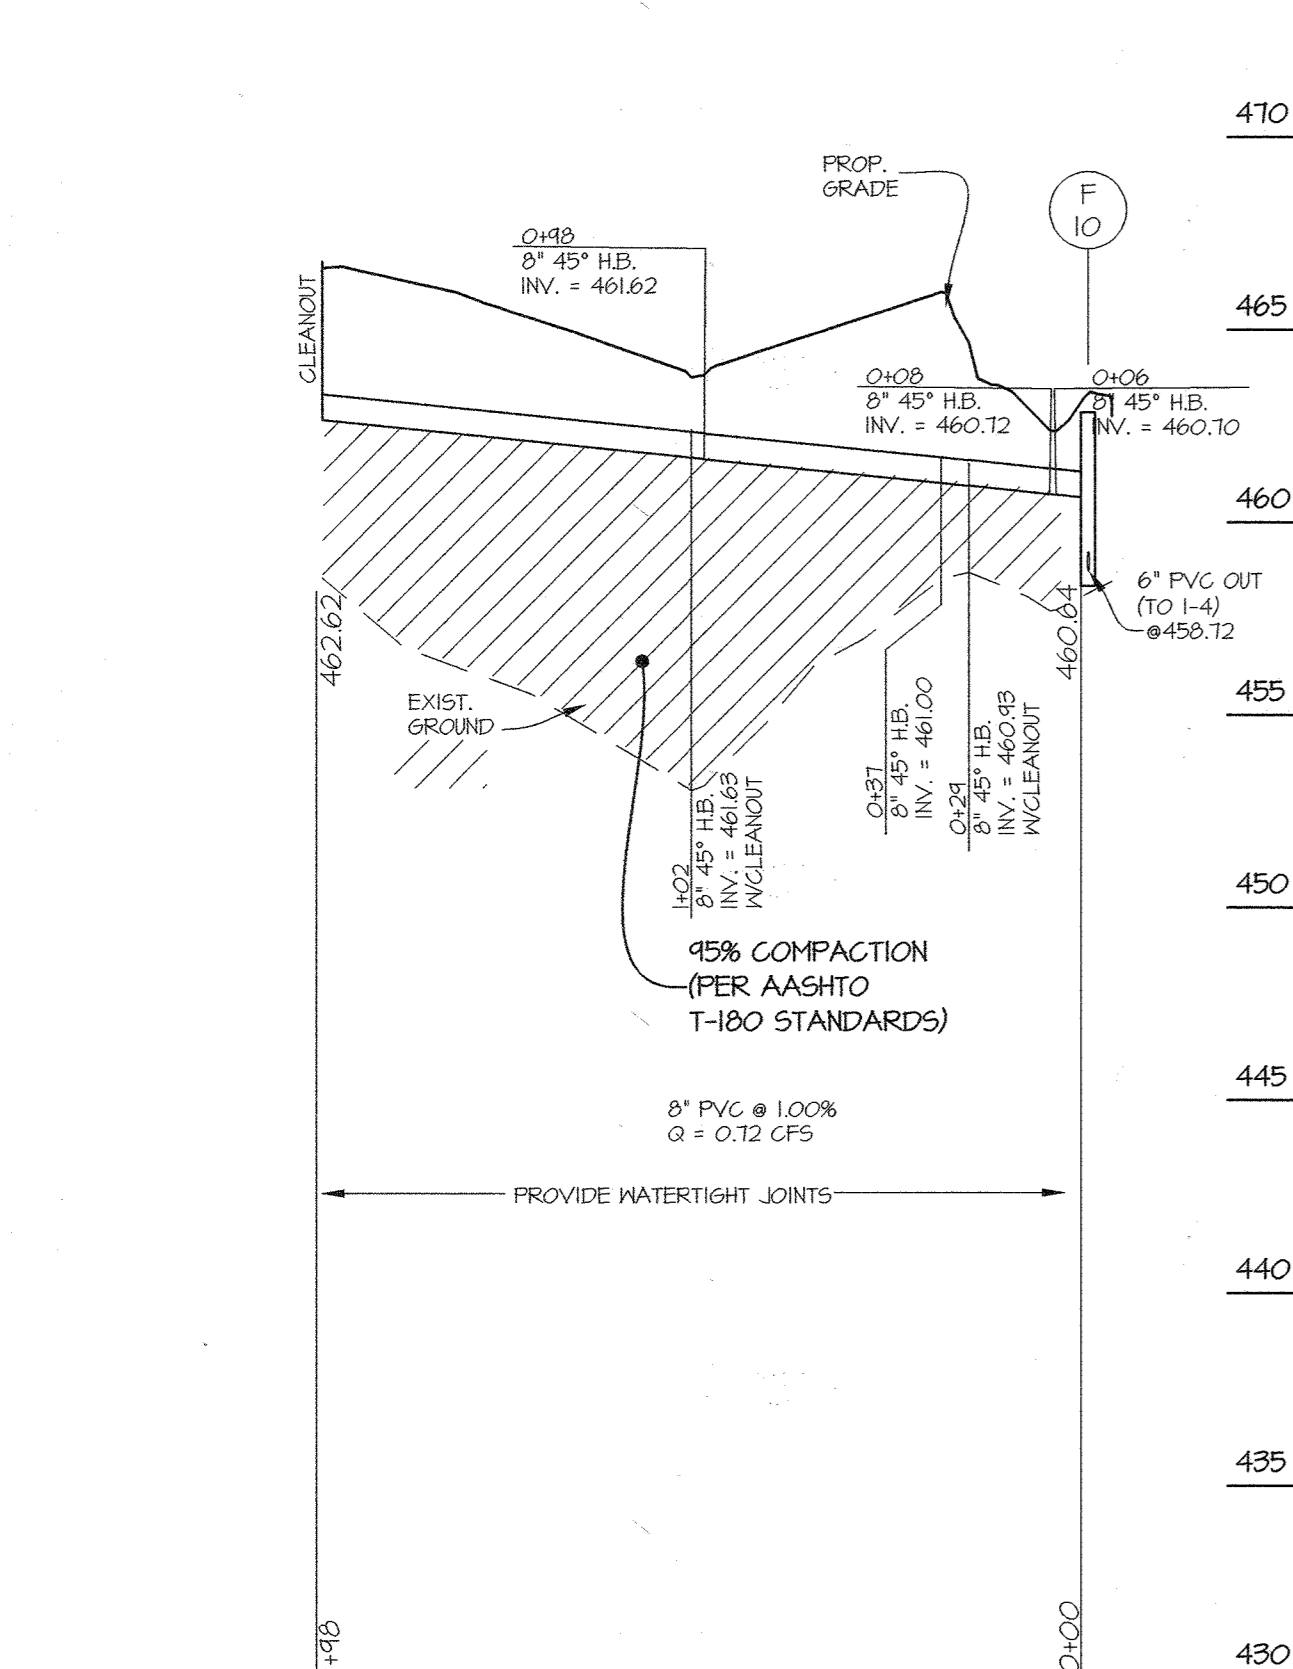 470
PROP.
GRADE
F
10
0+98
8" 45° H.B.
INV. = 461.62
CLEANOUT
465
0+08
8" 45° H.B.
INV. = 460.72
0+06
8" 45° H.B.
INV. = 460.70
460
6" PVC OUT
(TO I-4)
@458.72
462.62
460.64
EXIST.
GROUND
455
0+37
8" 45° H.B.
INV. = 461.00
0+29
8" 45° H.B.
INV. = 460.93
W/CLEANOUT
1+02
8" 45° H.B.
INV. = 461.63
W/CLEANOUT
450
95% COMPACTION
(PER AASHTO
T-180 STANDARDS)
445
8" PVC @ 1.00%
Q = 0.72 CFS
PROVIDE WATERTIGHT JOINTS
440
435
+98
0+00
430